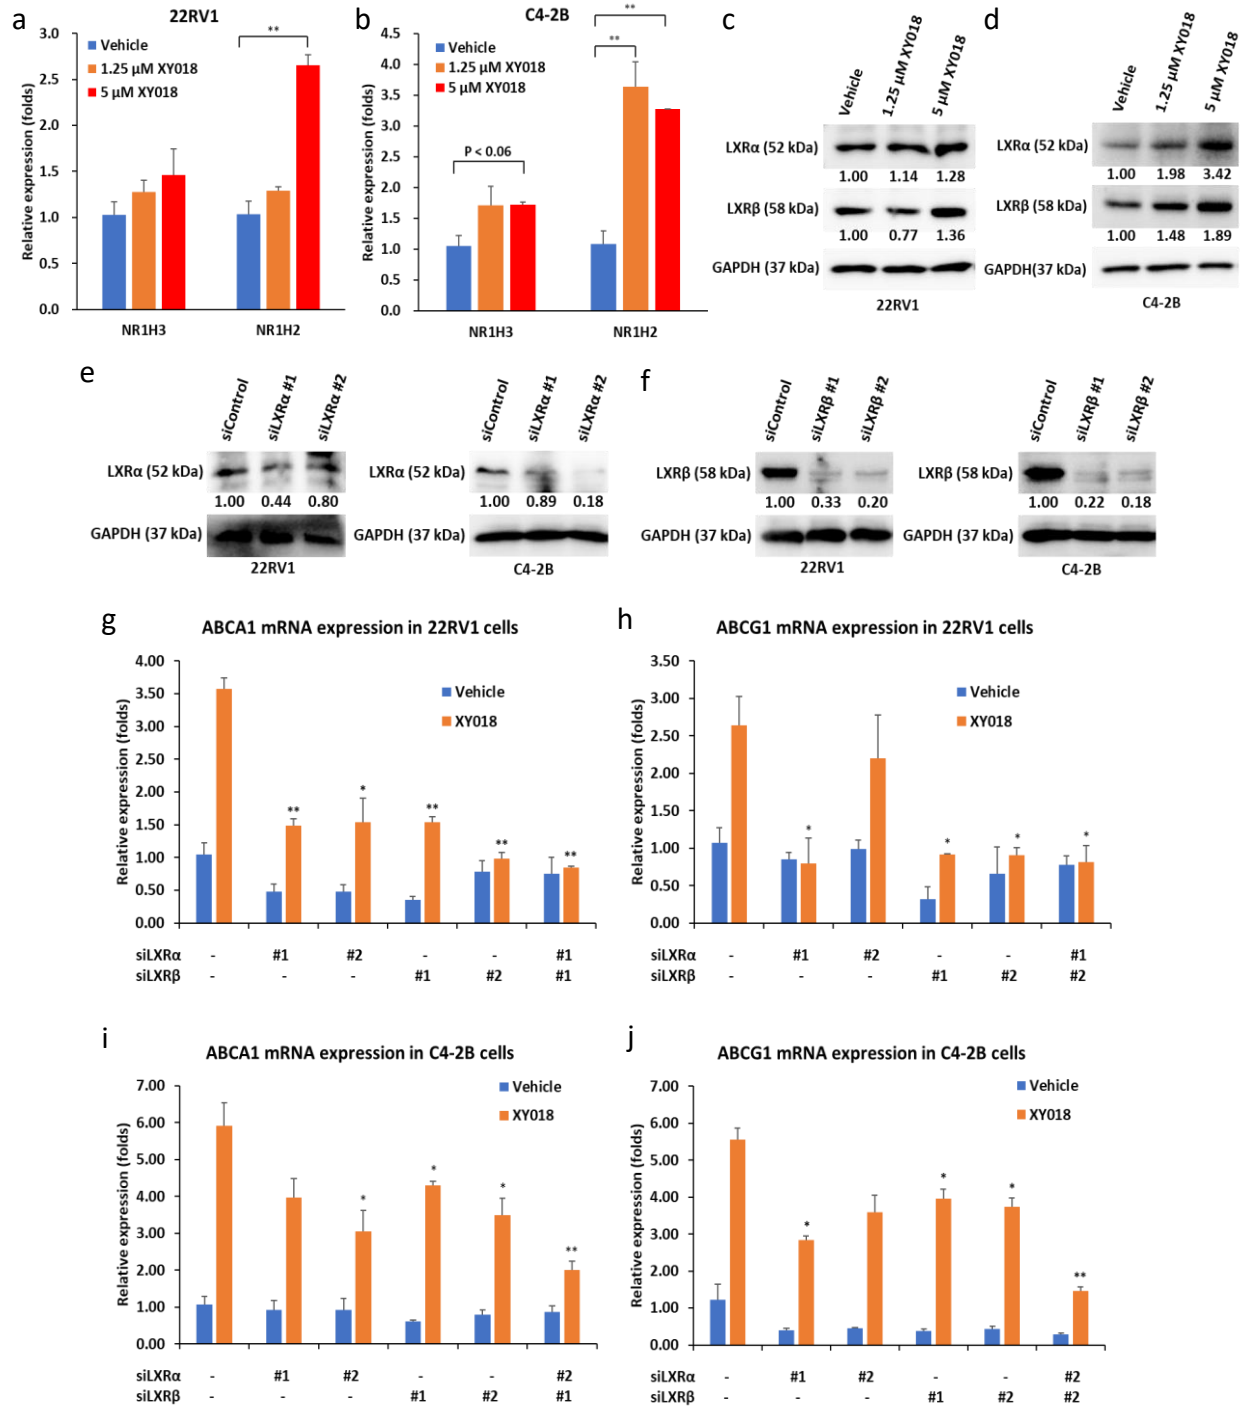 a
22RV1
3.0
2.5
2.0
1.5
1.0
0.5
0.0
Relative expression (folds)
Vehicle
1.25 µM XY018
5 µM XY018
**
NR1H3
NR1H2
b
C4-2B
4.5
4.0
3.5
3.0
2.5
2.0
1.5
1.0
0.5
0.0
Relative expression (folds)
Vehicle
1.25 µM XY018
5 µM XY018
P < 0.06
**
**
NR1H3
NR1H2
c
Vehicle
1.25 µM XY018
5 µM XY018
LXRα (52 kDa)
1.00 1.14 1.28
LXRβ (58 kDa)
1.00 0.77 1.36
GAPDH (37 kDa)
22RV1
d
Vehicle
1.25 µM XY018
5 µM XY018
LXRα (52 kDa)
1.00 1.98 3.42
LXRβ (58 kDa)
1.00 1.48 1.89
GAPDH(37 kDa)
C4-2B
e
siControl
siLXRα #1
siLXRα #2
LXRα (52 kDa)
1.00 0.44 0.80
GAPDH (37 kDa)
22RV1
siControl
siLXRα #1
siLXRα #2
LXRα (52 kDa)
1.00 0.89 0.18
GAPDH (37 kDa)
C4-2B
f
siControl
siLXRβ #1
siLXRβ #2
LXRβ (58 kDa)
1.00 0.33 0.20
GAPDH (37 kDa)
22RV1
siControl
siLXRβ #1
siLXRβ #2
LXRβ (58 kDa)
1.00 0.22 0.18
GAPDH (37 kDa)
C4-2B
g
ABCA1 mRNA expression in 22RV1 cells
4.00
3.50
3.00
2.50
2.00
1.50
1.00
0.50
0.00
Relative expression (folds)
Vehicle
XY018
** * ** ** **
siLXRα - #1 #2 - - #1
siLXRβ - - - #1 #2 #1
h
ABCG1 mRNA expression in 22RV1 cells
3.50
3.00
2.50
2.00
1.50
1.00
0.50
0.00
Relative expression (folds)
Vehicle
XY018
* * * *
siLXRα - #1 #2 - - #1
siLXRβ - - - #1 #2 #2
i
ABCA1 mRNA expression in C4-2B cells
7.00
6.00
5.00
4.00
3.00
2.00
1.00
0.00
Relative expression (folds)
Vehicle
XY018
* * * **
siLXRα - #1 #2 - - #2
siLXRβ - - - #1 #2 #1
j
ABCG1 mRNA expression in C4-2B cells
7.00
6.00
5.00
4.00
3.00
2.00
1.00
0.00
Relative expression (folds)
Vehicle
XY018
* * * **
siLXRα - #1 #2 - - #2
siLXRβ - - - #1 #2 #2